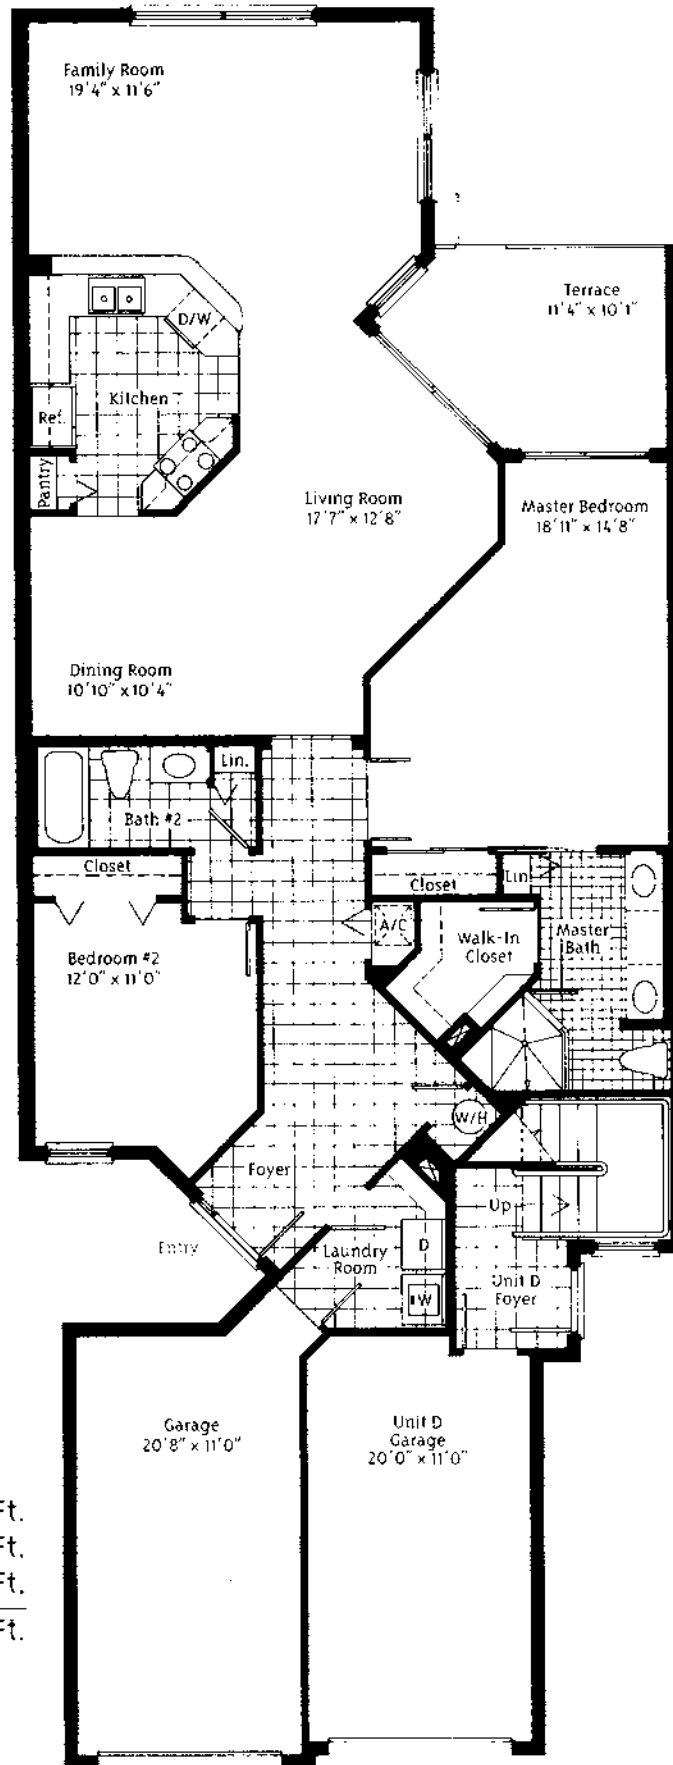 Family Room
19'4" x 11'6"
Terrace
11'4" x 10'1"
D/W
Kitchen
Ref.
Pantry
Living Room
17'7" x 12'8"
Master Bedroom
18'11" x 14'8"
Dining Room
10'10" x 10'4"
Lin.
Bath #2
Closet
Closet
Lin.
A/C
Walk-In
Closet
Master
Bath
Bedroom #2
12'0" x 11'0"
W/H
Foyer
Up
Entry
Laundry
Room
D
W
Unit D
Foyer
Garage
20'8" x 11'0"
Unit D
Garage
20'0" x 11'0"
Ft.
Ft.
Ft.
Ft.